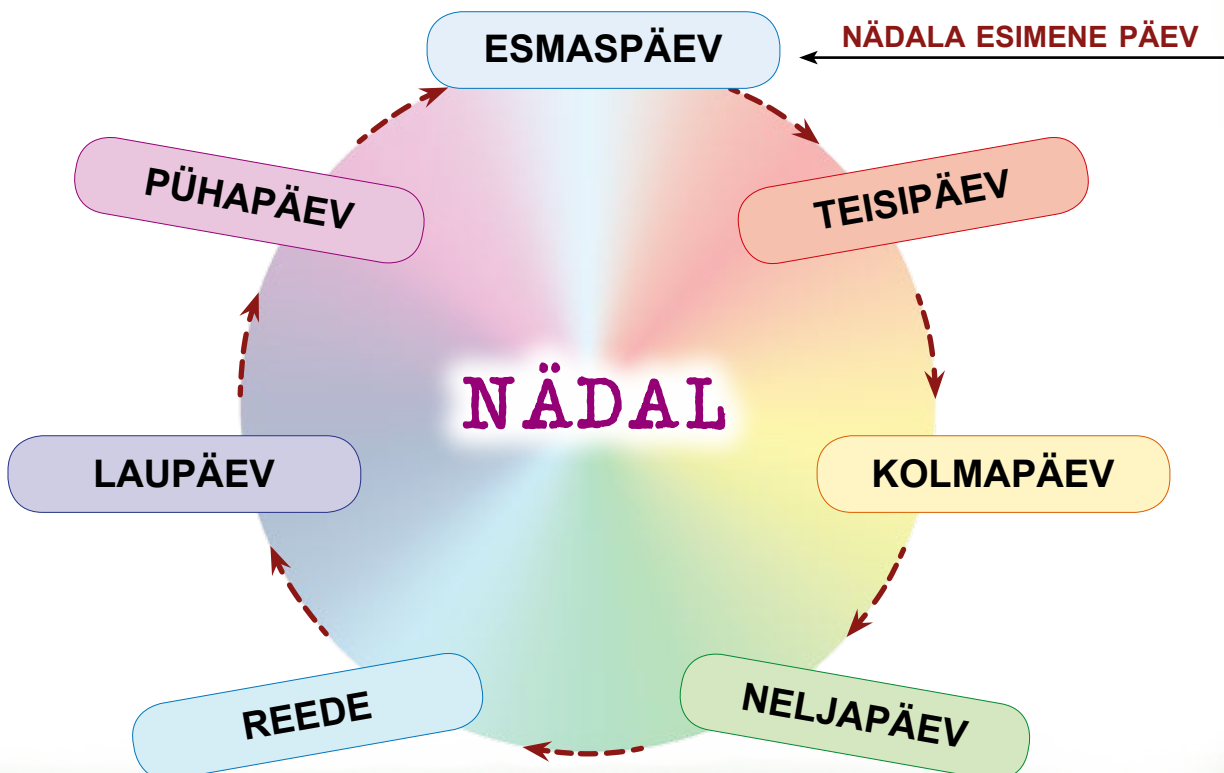 ESMASPÄEV
NÄDALA ESIMENE PÄEV
TEISIPÄEV
KOLMAPÄEV
NELJAPÄEV
REEDE
LAUPÄEV
PÜHAPÄEV
NÄDAL